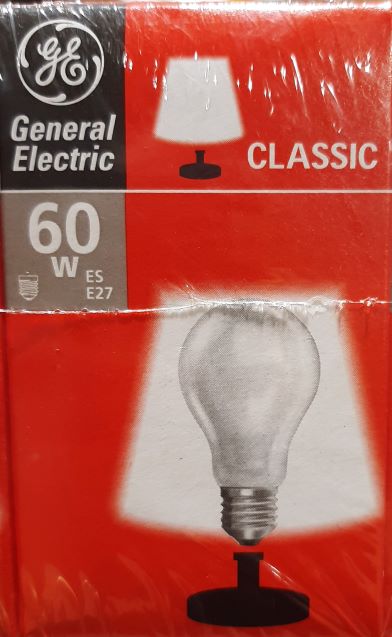 GE
General
Electric
CLASSIC
60
W
ES
E27